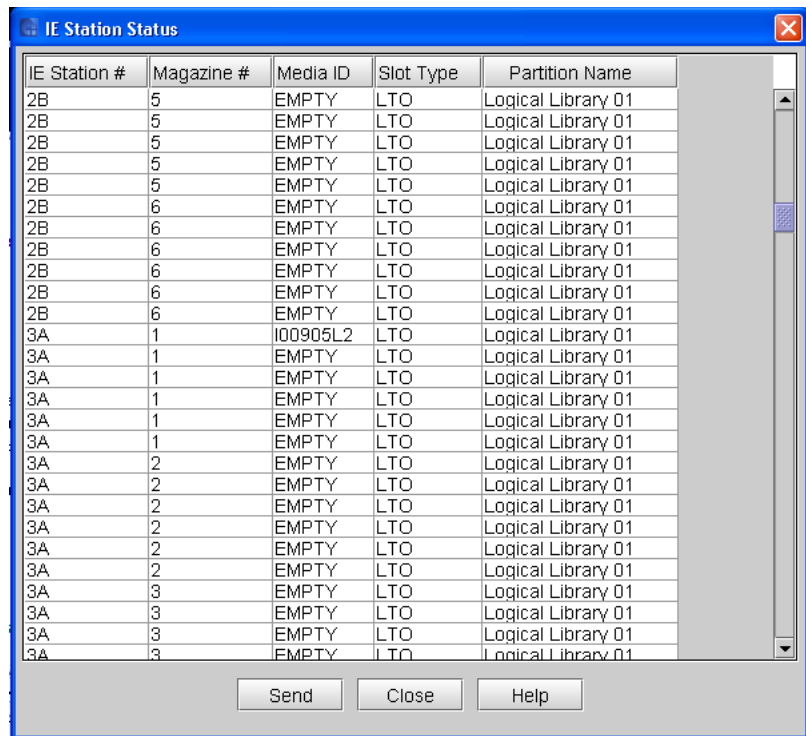 IE Station Status
IE Station # Magazine # Media ID Slot Type Partition Name
2B 5 EMPTY LTO Logical Library 01
2B 5 EMPTY LTO Logical Library 01
2B 5 EMPTY LTO Logical Library 01
2B 5 EMPTY LTO Logical Library 01
2B 5 EMPTY LTO Logical Library 01
2B 6 EMPTY LTO Logical Library 01
2B 6 EMPTY LTO Logical Library 01
2B 6 EMPTY LTO Logical Library 01
2B 6 EMPTY LTO Logical Library 01
2B 6 EMPTY LTO Logical Library 01
2B 6 EMPTY LTO Logical Library 01
3A 1 I00905L2 LTO Logical Library 01
3A 1 EMPTY LTO Logical Library 01
3A 1 EMPTY LTO Logical Library 01
3A 1 EMPTY LTO Logical Library 01
3A 1 EMPTY LTO Logical Library 01
3A 1 EMPTY LTO Logical Library 01
3A 2 EMPTY LTO Logical Library 01
3A 2 EMPTY LTO Logical Library 01
3A 2 EMPTY LTO Logical Library 01
3A 2 EMPTY LTO Logical Library 01
3A 2 EMPTY LTO Logical Library 01
3A 2 EMPTY LTO Logical Library 01
3A 3 EMPTY LTO Logical Library 01
3A 3 EMPTY LTO Logical Library 01
3A 3 EMPTY LTO Logical Library 01
3A 3 EMPTY LTO Logical Library 01
Send Close Help